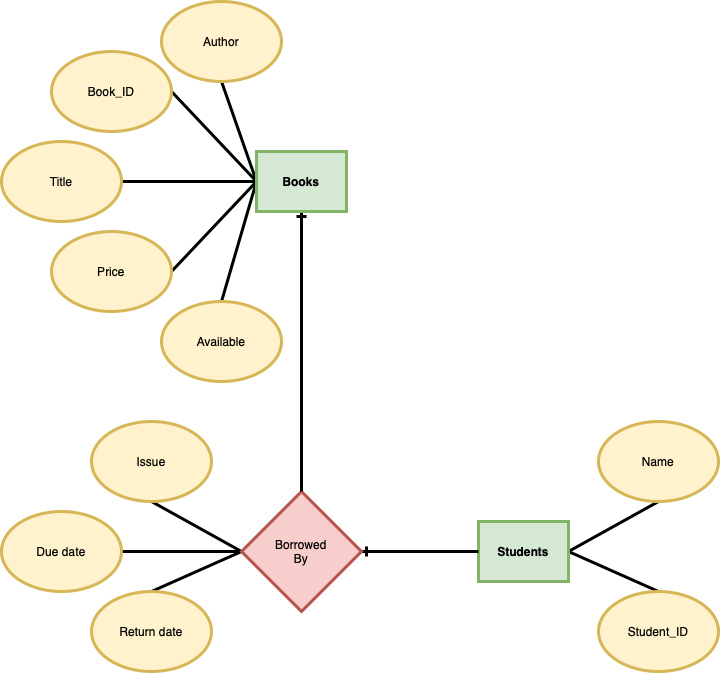 Author
Book_ID
Title
Books
Price
Available
Issue
Name
Due date
Borrowed
By
Students
Return date
Student_ID